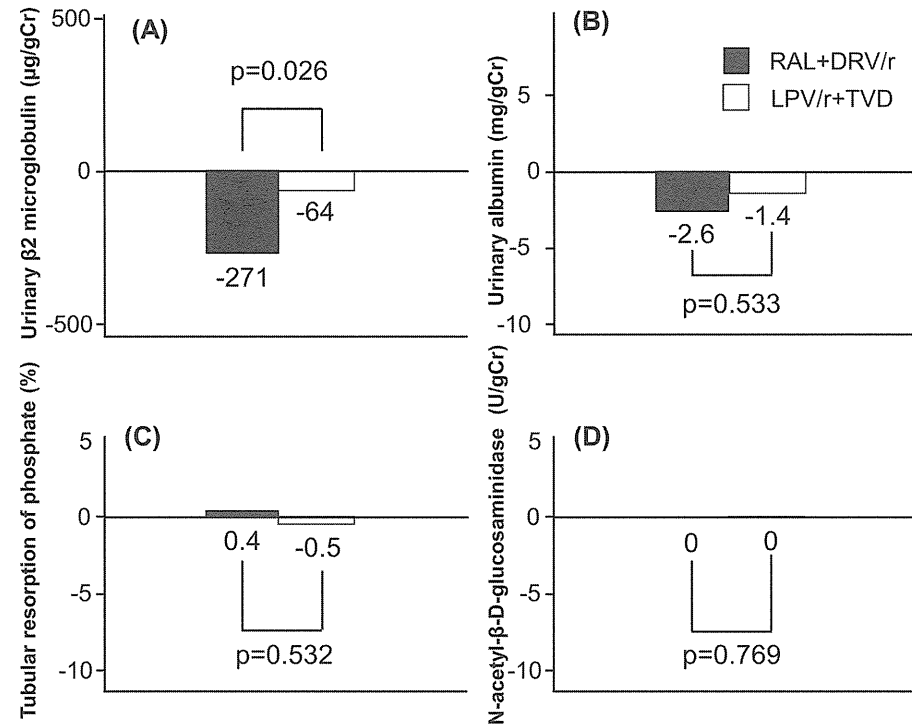 Urinary β2 microglobulin (µg/gCr)
500
0
-500
(A)
p=0.026
-64
-271
Urinary albumin (mg/gCr)
5
0
-5
-10
(B)
RAL+DRV/r
LPV/r+TVD
-2.6
-1.4
p=0.533
Tubular resorption of phosphate (%)
5
0
-5
-10
(C)
0.4
-0.5
p=0.532
N-acetyl-β-D-glucosaminidase (U/gCr)
5
0
-5
-10
(D)
0
0
p=0.769